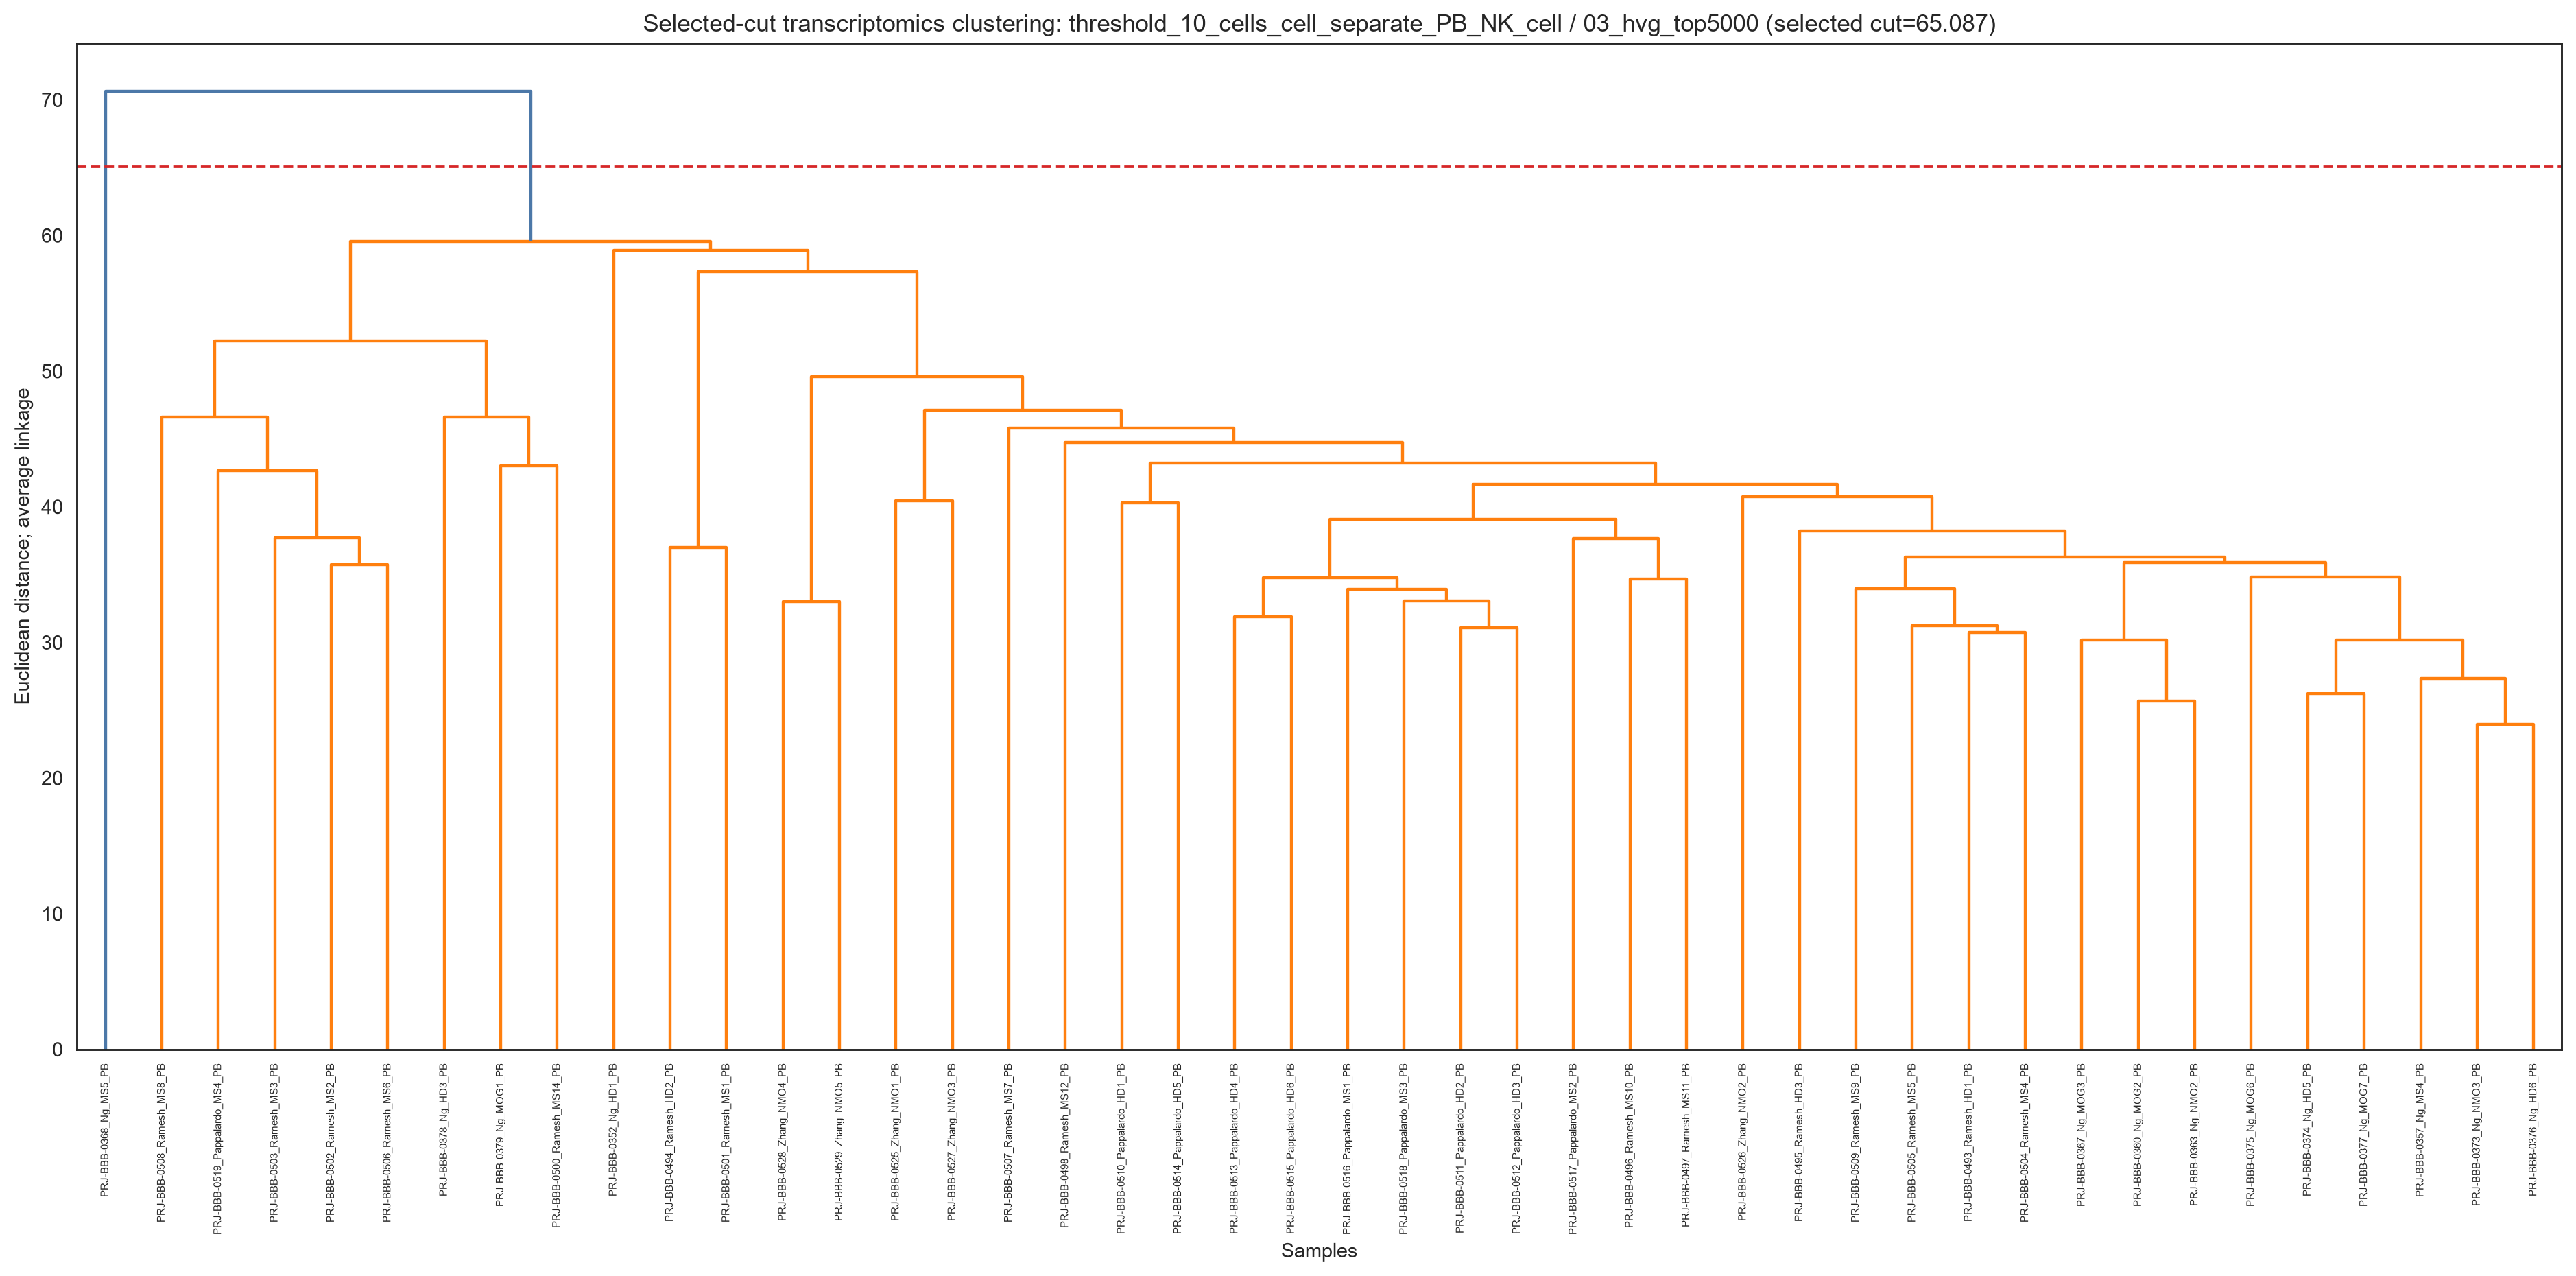 Selected-cut transcriptomics clustering: threshold_10_cells_cell_separate_PB_NK_cell / 03_hvg_top5000 (selected cut=65.087)
Euclidean distance; average linkage
70
60
50
40
30
20
10
0
PRJ-BBB-0368_Ng_MS5_PB
PRJ-BBB-0508_Ramesh_MS8_PB
PRJ-BBB-0519_Pappalardo_MS4_PB
PRJ-BBB-0503_Ramesh_MS3_PB
PRJ-BBB-0502_Ramesh_MS2_PB
PRJ-BBB-0506_Ramesh_MS6_PB
PRJ-BBB-0378_Ng_HD3_PB
PRJ-BBB-0379_Ng_MOG1_PB
PRJ-BBB-0500_Ramesh_MS14_PB
PRJ-BBB-0352_Ng_HD1_PB
PRJ-BBB-0494_Ramesh_HD2_PB
PRJ-BBB-0501_Ramesh_MS1_PB
PRJ-BBB-0528_Zhang_NMO4_PB
PRJ-BBB-0529_Zhang_NMO5_PB
PRJ-BBB-0525_Zhang_NMO1_PB
PRJ-BBB-0527_Zhang_NMO3_PB
PRJ-BBB-0507_Ramesh_MS7_PB
PRJ-BBB-0498_Ramesh_MS12_PB
PRJ-BBB-0510_Pappalardo_HD1_PB
PRJ-BBB-0514_Pappalardo_HD5_PB
PRJ-BBB-0513_Pappalardo_HD4_PB
PRJ-BBB-0515_Pappalardo_HD6_PB
PRJ-BBB-0516_Pappalardo_MS1_PB
PRJ-BBB-0518_Pappalardo_MS3_PB
PRJ-BBB-0511_Pappalardo_HD2_PB
PRJ-BBB-0512_Pappalardo_HD3_PB
PRJ-BBB-0517_Pappalardo_MS2_PB
PRJ-BBB-0496_Ramesh_MS10_PB
PRJ-BBB-0497_Ramesh_MS11_PB
PRJ-BBB-0526_Zhang_NMO2_PB
PRJ-BBB-0495_Ramesh_HD3_PB
PRJ-BBB-0509_Ramesh_MS9_PB
PRJ-BBB-0505_Ramesh_MS5_PB
PRJ-BBB-0493_Ramesh_HD1_PB
PRJ-BBB-0504_Ramesh_MS4_PB
PRJ-BBB-0367_Ng_MOG3_PB
PRJ-BBB-0360_Ng_MOG2_PB
PRJ-BBB-0363_Ng_NMO2_PB
PRJ-BBB-0375_Ng_MOG6_PB
PRJ-BBB-0374_Ng_HD5_PB
PRJ-BBB-0377_Ng_MOG7_PB
PRJ-BBB-0357_Ng_MS4_PB
PRJ-BBB-0373_Ng_NMO3_PB
PRJ-BBB-0376_Ng_HD6_PB
Samples